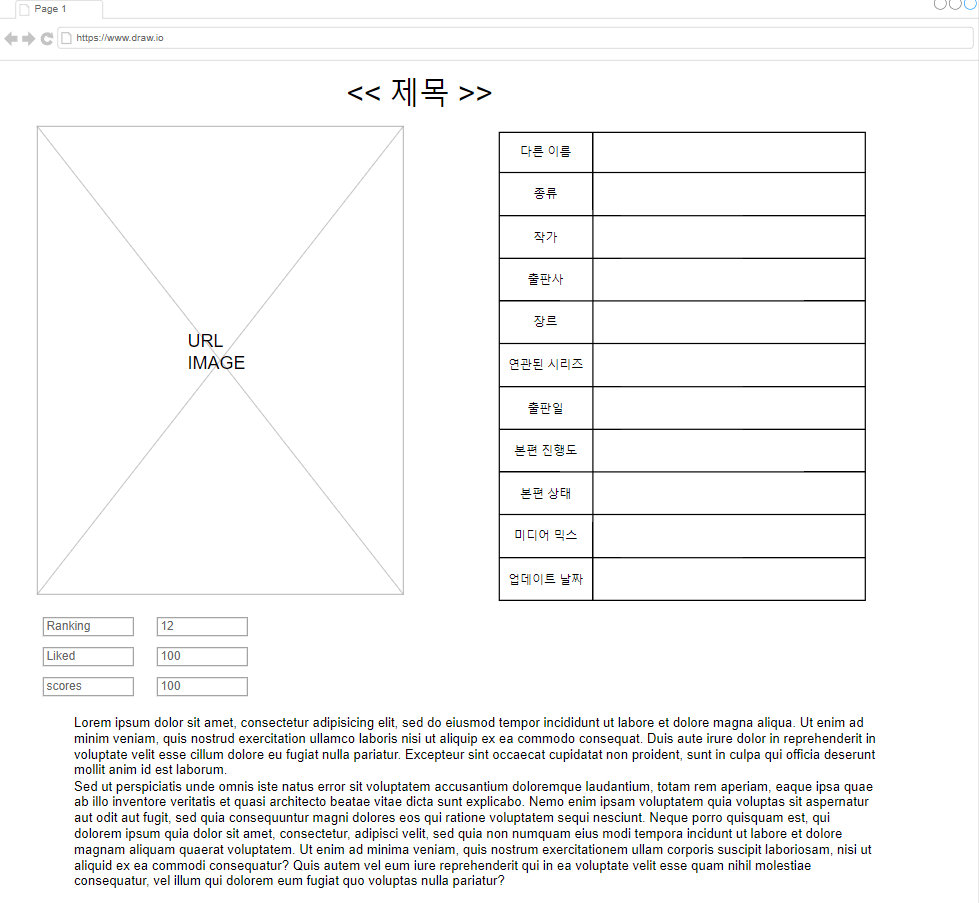 Page 1
https://www.draw.io
<< 제목 >>
URL
IMAGE
다른 이름
종류
작가
출판사
장르
연관된 시리즈
출판일
본편 진행도
본편 상태
미디어 믹스
업데이트 날짜
Ranking 12
Liked 100
scores 100
Lorem ipsum dolor sit amet, consectetur adipisicing elit, sed do eiusmod tempor incididunt ut labore et dolore magna aliqua. Ut enim ad
minim veniam, quis nostrud exercitation ullamco laboris nisi ut aliquip ex ea commodo consequat. Duis aute irure dolor in reprehenderit in
voluptate velit esse cillum dolore eu fugiat nulla pariatur. Excepteur sint occaecat cupidatat non proident, sunt in culpa qui officia deserunt
mollit anim id est laborum.
Sed ut perspiciatis unde omnis iste natus error sit voluptatem accusantium doloremque laudantium, totam rem aperiam, eaque ipsa quae
ab illo inventore veritatis et quasi architecto beatae vitae dicta sunt explicabo. Nemo enim ipsam voluptatem quia voluptas sit aspernatur
aut odit aut fugit, sed quia consequuntur magni dolores eos qui ratione voluptatem sequi nesciunt. Neque porro quisquam est, qui
dolorem ipsum quia dolor sit amet, consectetur, adipisci velit, sed quia non numquam eius modi tempora incidunt ut labore et dolore
magnam aliquam quaerat voluptatem. Ut enim ad minima veniam, quis nostrum exercitationem ullam corporis suscipit laboriosam, nisi ut
aliquid ex ea commodi consequatur? Quis autem vel eum iure reprehenderit qui in ea voluptate velit esse quam nihil molestiae
consequatur, vel illum qui dolorem eum fugiat quo voluptas nulla pariatur?